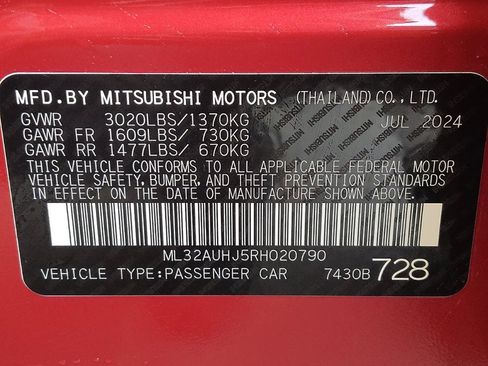 MFD.BY MITSUBISHI MOTORS (THAILAND) CO., LTD.
GVWR 3020LBS/1370KG JUL 2024
GAWR FR 1609LBS/ 730KG
GAWR RR 1477LBS/ 670KG
THIS VEHICLE CONFORMS TO ALL APPLICABLE FEDERAL MOTOR
VEHICLE SAFETY, BUMPER, AND THEFT PREVENTION STANDARDS
IN EFFECT ON THE DATE OF MANUFACTURE SHOWN ABOVE.
ML32AUHJ5RH020790
VEHICLE TYPE:PASSENGER CAR 7430B 728